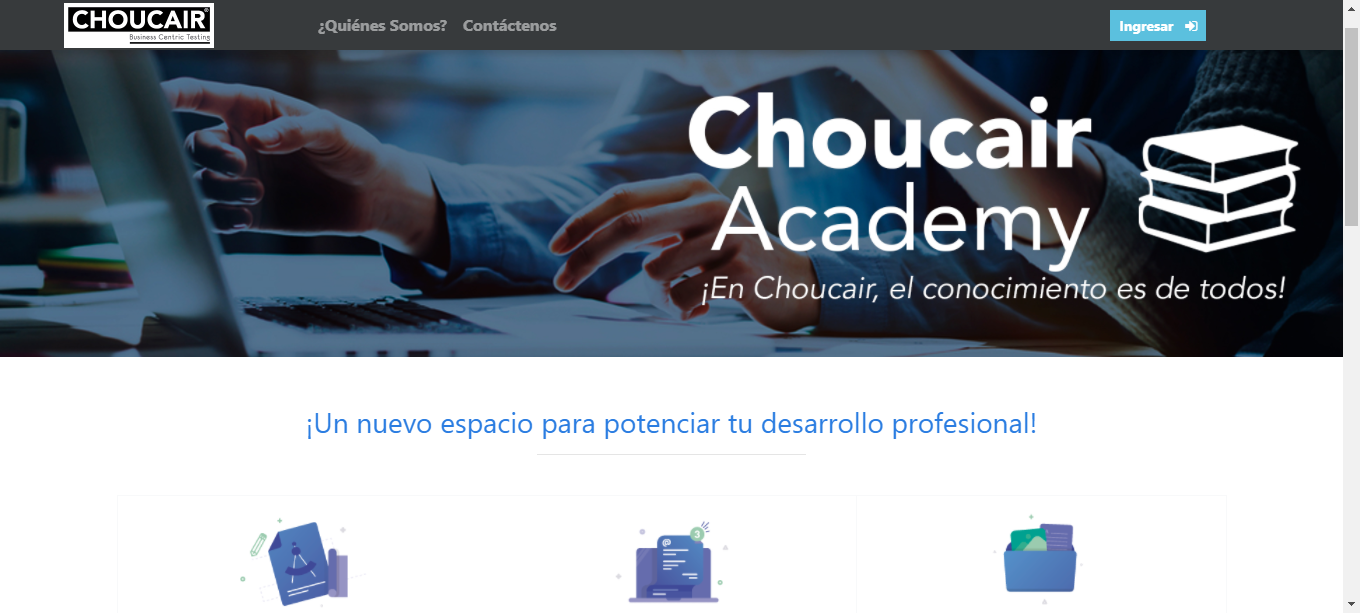 CHOUCAIR®
Business Centric Testing
¿Quiénes Somos? Contáctenos
Ingresar
Choucair
Academy
¡En Choucair, el conocimiento es de todos!
¡Un nuevo espacio para potenciar tu desarrollo profesional!
@
3